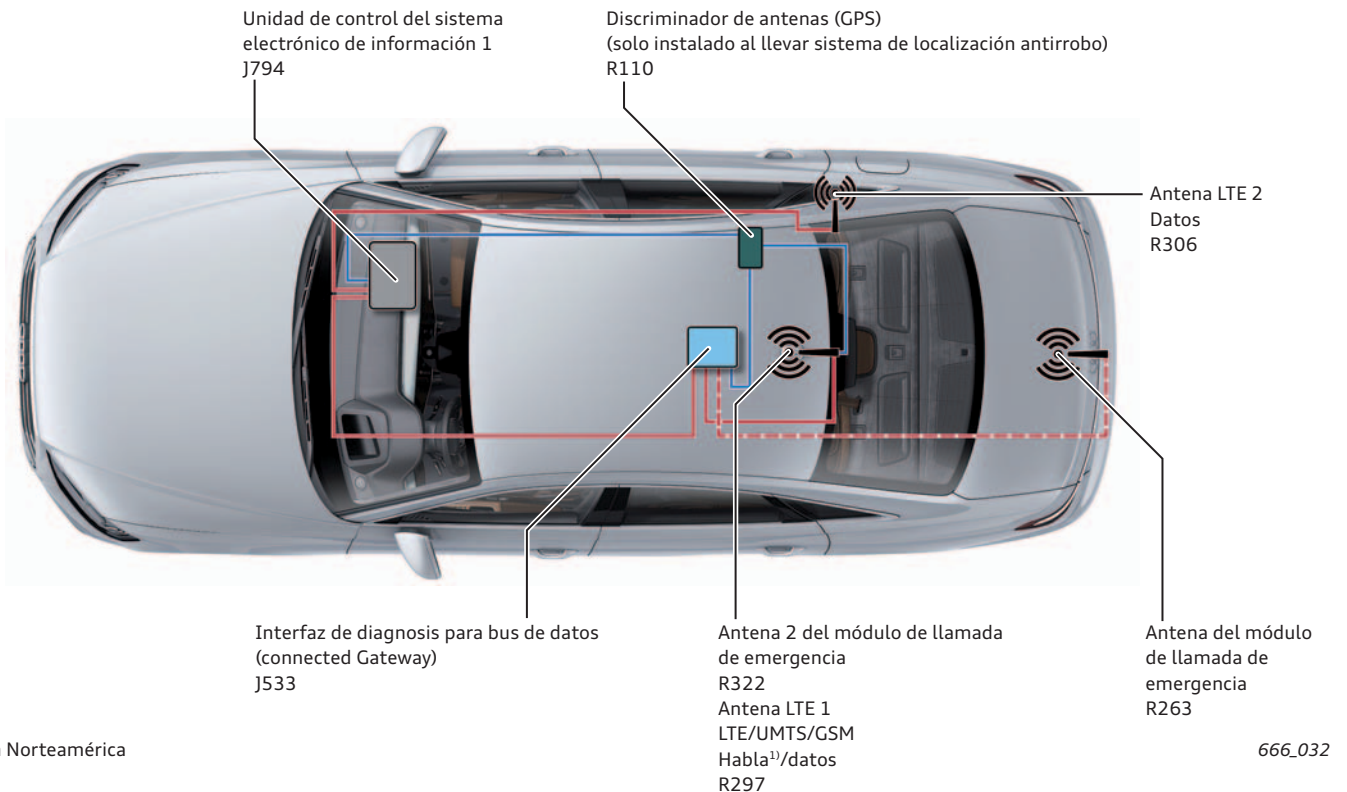 Unidad de control del sistema
electrónico de información 1
J794
Discriminador de antenas (GPS)
(solo instalado al llevar sistema de localización antirrobo)
R110
Antena LTE 2
Datos
R306
Interfaz de diagnosis para bus de datos
(connected Gateway)
J533
Antena 2 del módulo de llamada
de emergencia
R322
Antena LTE 1
LTE/UMTS/GSM
Habla¹⁾/datos
R297
Antena del módulo
de llamada de
emergencia
R263
Norteamérica
666_032